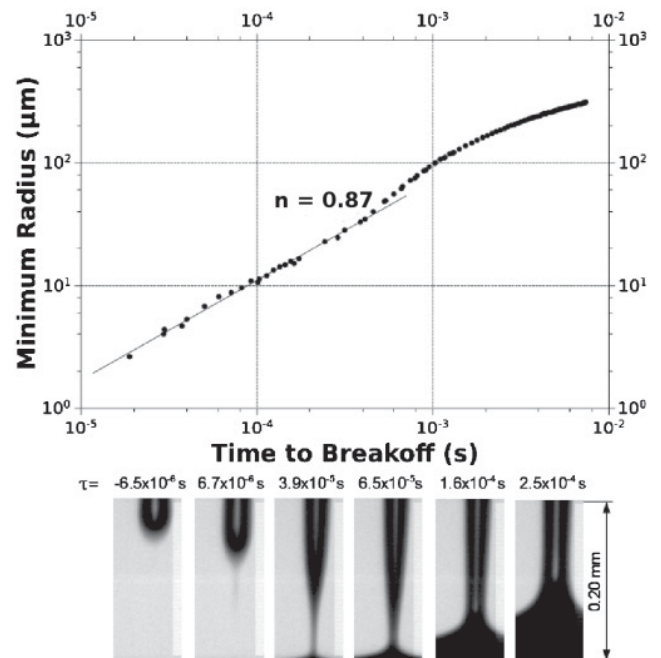 10⁻⁵ 10⁻⁴ 10⁻³ 10⁻²
10³ 10³
10² 10²
n = 0.87
10¹ 10¹
10⁰ 10⁰
Minimum Radius (μm)
10⁻⁵ 10⁻⁴ 10⁻³ 10⁻²
Time to Breakoff (s)
τ= -6.5x10⁻⁶ s 6.7x10⁻⁶ s 3.9x10⁻⁵ s 6.5x10⁻⁵ s 1.6x10⁻⁴ s 2.5x10⁻⁴ s
0.20 mm